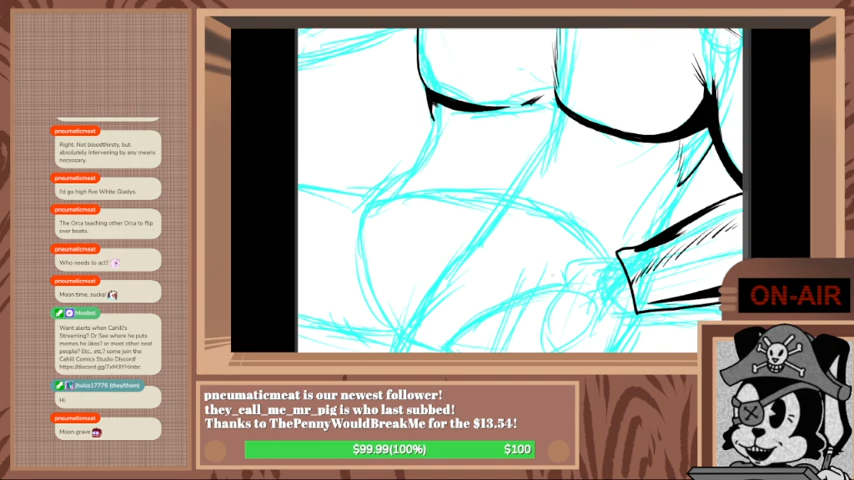 pneumaticmeat
Right. Not bloodthirsty, but
absolutely intervening by any means
necessary.
pneumaticmeat
I'd go high five White Gladys.
pneumaticmeat
The Orca teaching other Orca to flip
over boats.
pneumaticmeat
Who needs to act?
pneumaticmeat
Moon time, sucka!
Moobot
Want alerts when Cahill's
Streaming? Or See where he puts
memes he likes? or meet other neat
people? Etc., etc.? come join the
Cahill Comics Studio Discord!
(they/them)
Hi
pneumaticmeat
Moon grave
ON-AIR
pneumaticmeat is our newest follower!
they_call_me_mr_pig is who last subbed!
Thanks to ThePennyWouldBreakMe for the $13.54!
$99.99(100%) $100